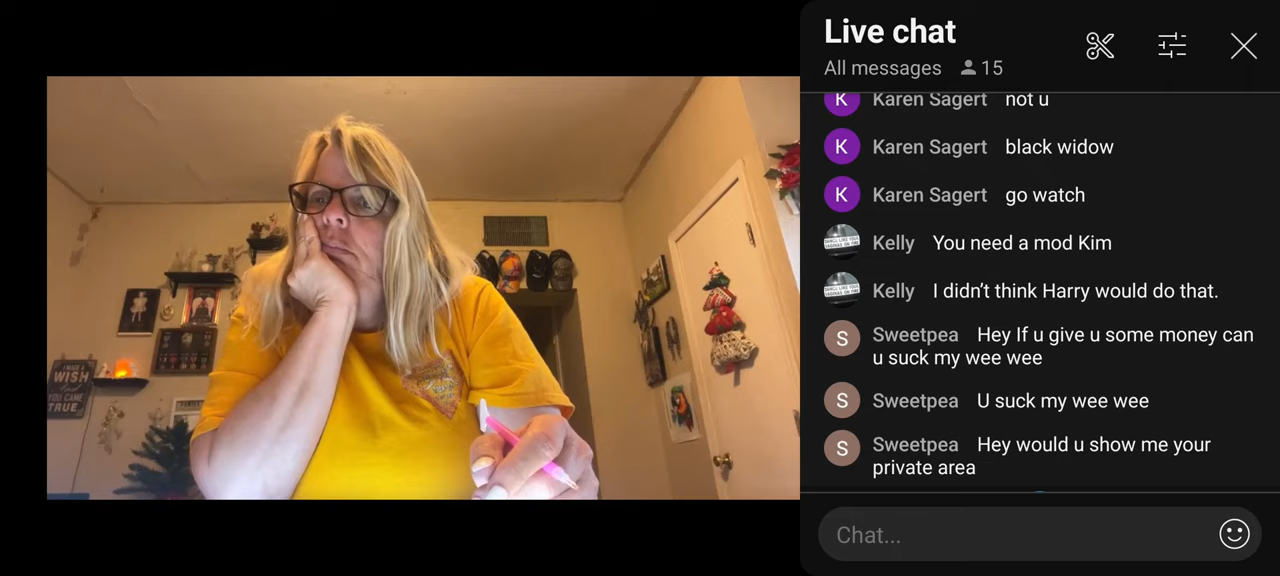 Live chat
All messages 15
Karen Sagert not u
Karen Sagert black widow
Karen Sagert go watch
Kelly You need a mod Kim
Kelly I didn't think Harry would do that.
Sweetpea Hey If u give u some money can
u suck my wee wee
Sweetpea U suck my wee wee
Sweetpea Hey would u show me your
private area
Chat...
K
K
K
S
S
S
I MADE A
WISH
and
YOU CAME
TRUE